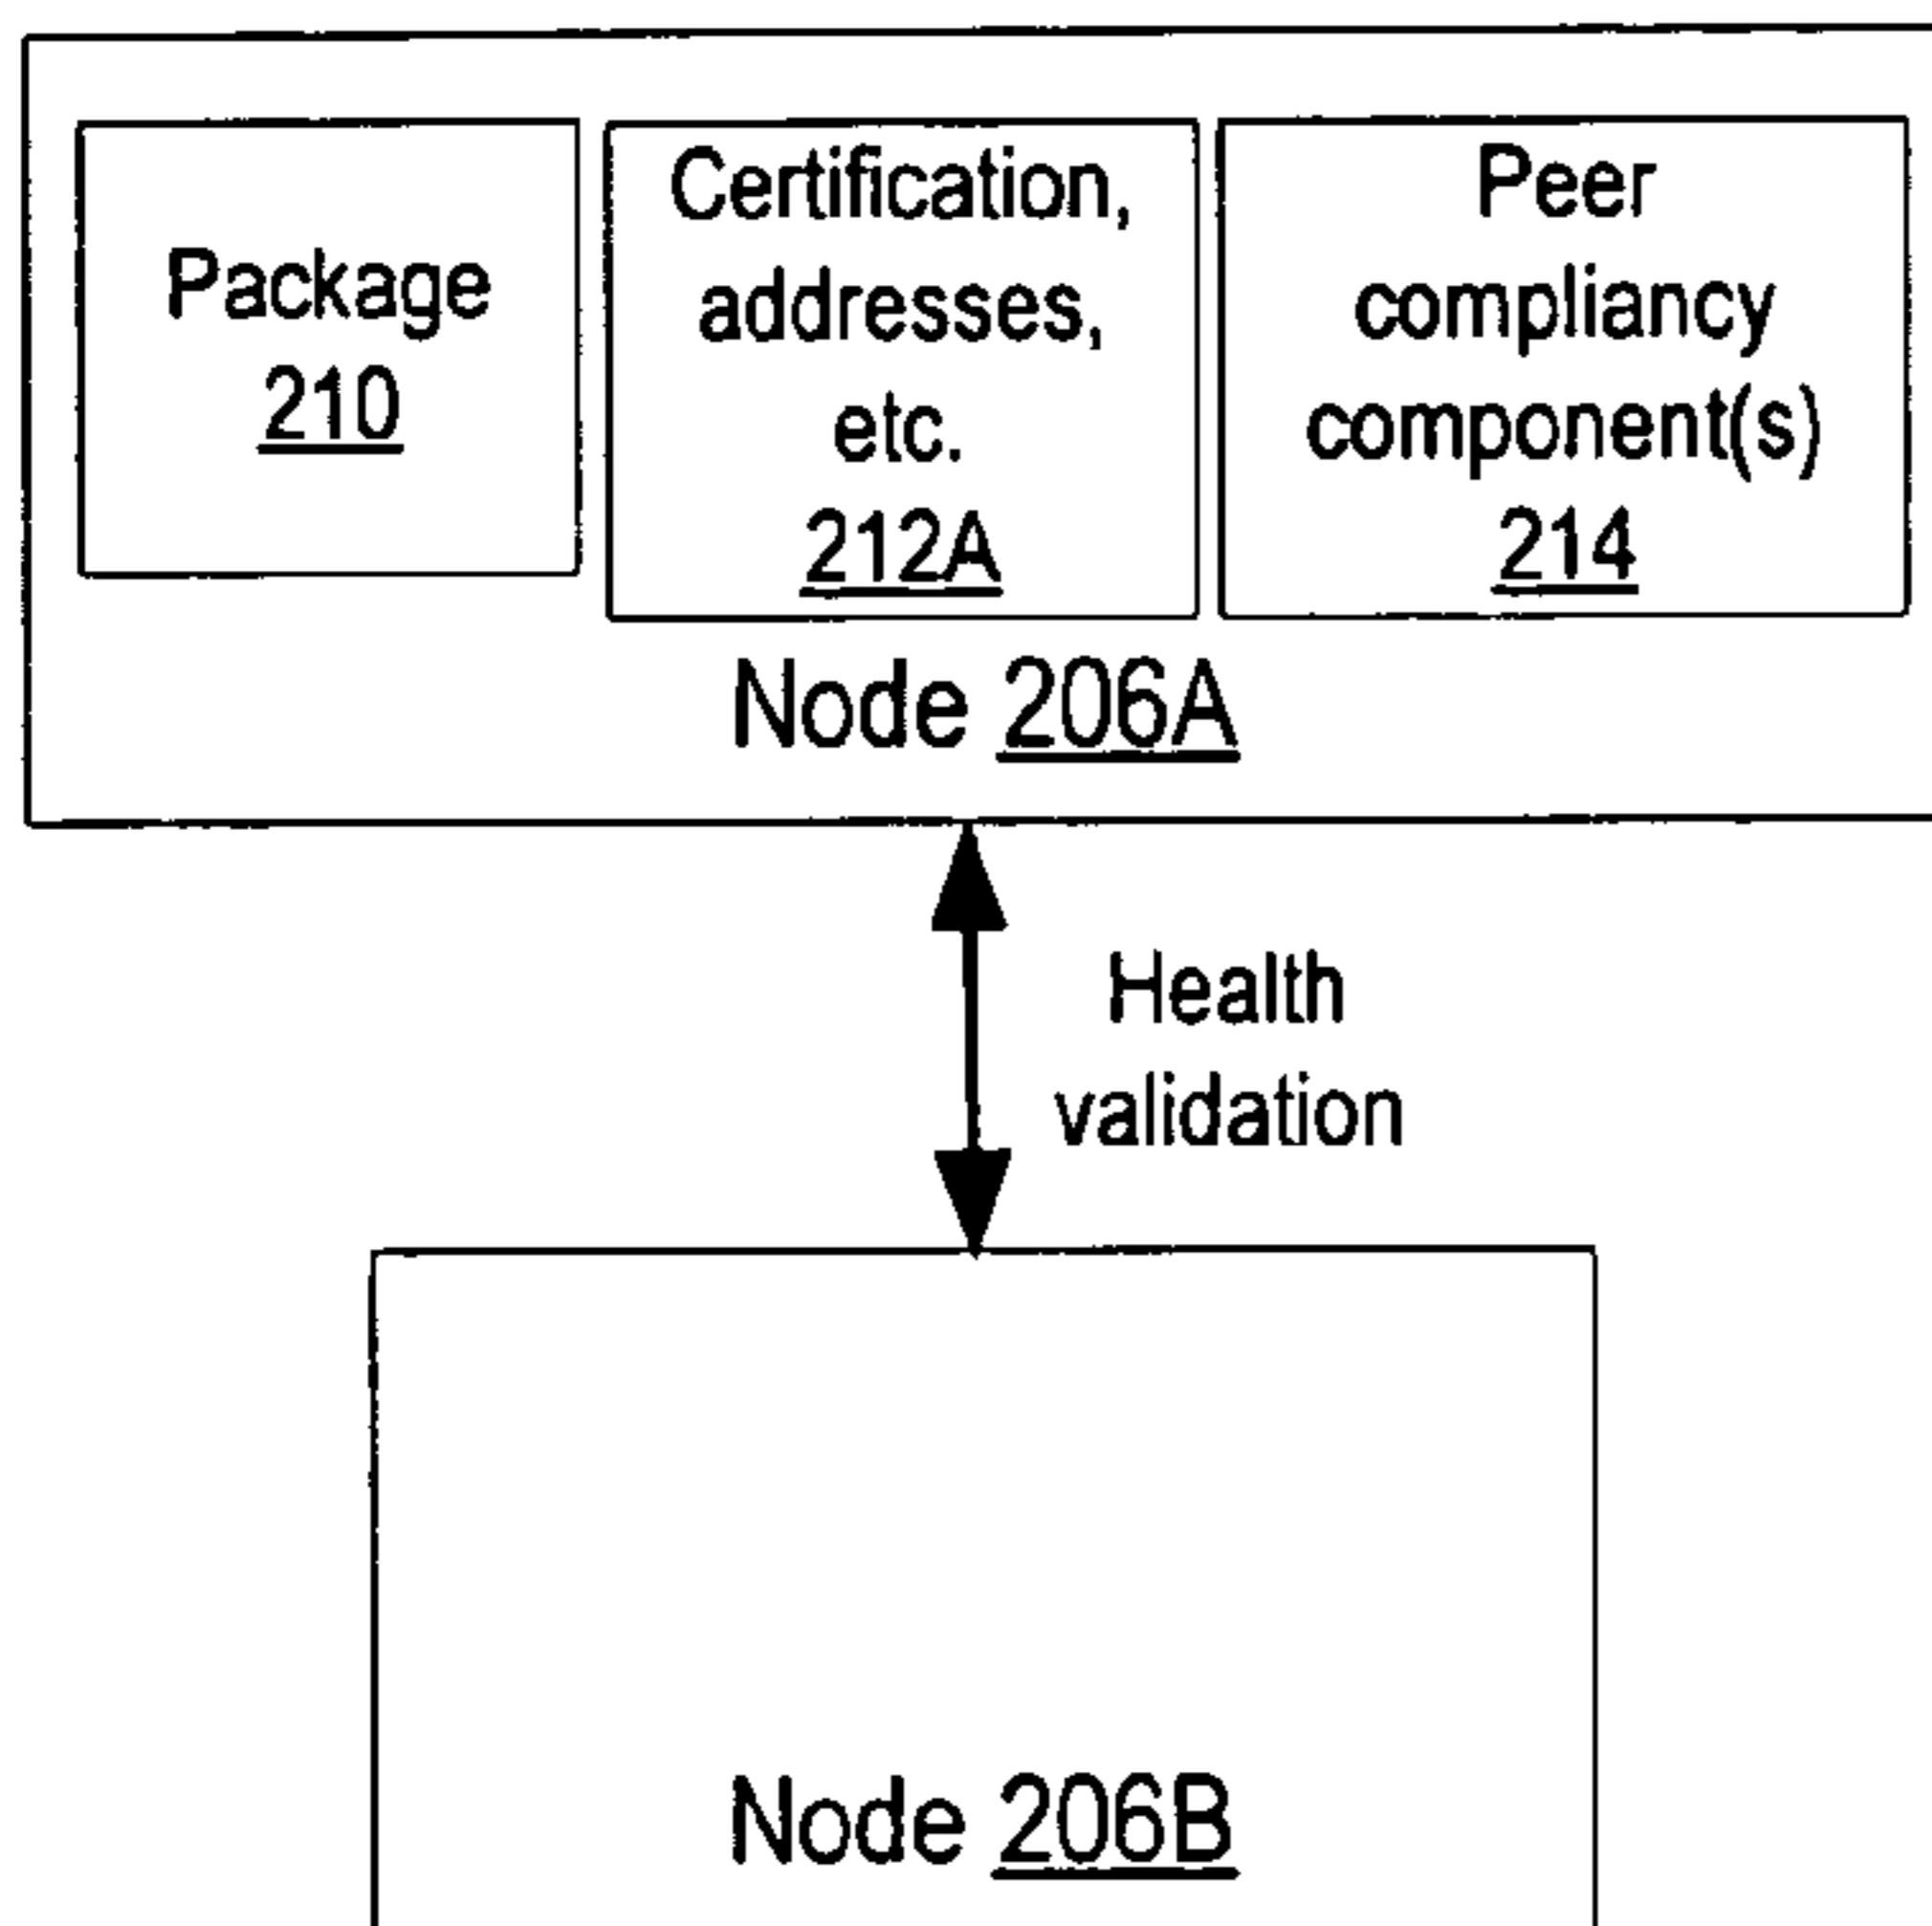 Package
210
Certification,
addresses,
etc.
212A
Peer
compliancy
component(s)
214
Node 206A
Health
validation
Node 206B